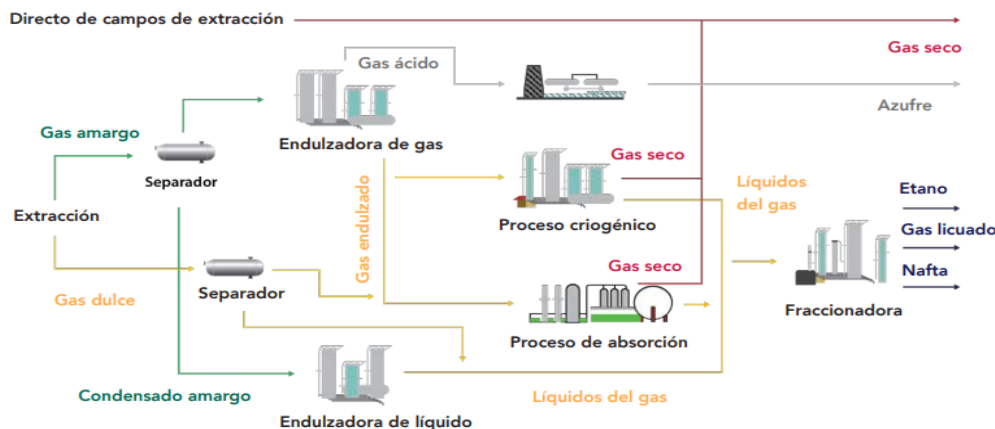 Directo de campos de extracción
Gas seco
Gas ácido
Azufre
Gas amargo
Endulzadora de gas
Separador
Gas seco
Líquidos
del gas
Etano
Extracción
Gas endulzado
Proceso criogénico
Gas licuado
Gas seco
Nafta
Gas dulce
Separador
Fraccionadora
Proceso de absorción
Condensado amargo
Líquidos del gas
Endulzadora de líquido